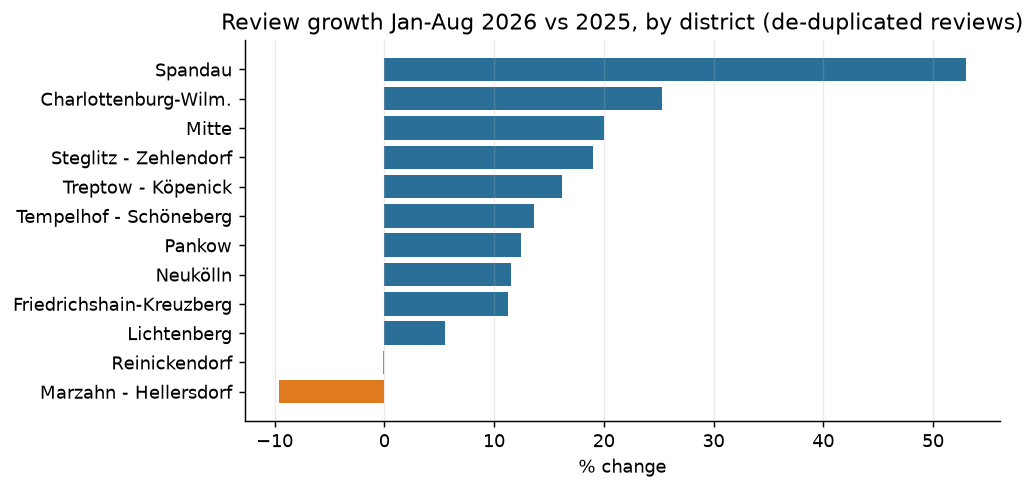 Review growth Jan-Aug 2026 vs 2025, by district (de-duplicated reviews)
Spandau
Charlottenburg-Wilm.
Mitte
Steglitz - Zehlendorf
Treptow - Köpenick
Tempelhof - Schöneberg
Pankow
Neukölln
Friedrichshain-Kreuzberg
Lichtenberg
Reinickendorf
Marzahn - Hellersdorf
−10 0 10 20 30 40 50
% change